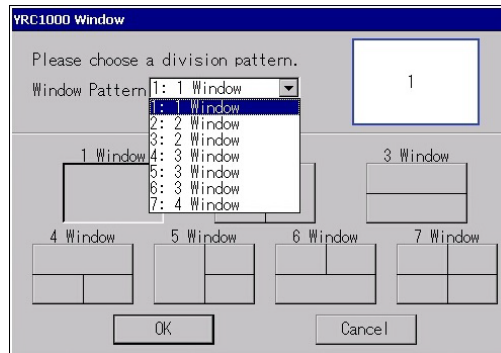 YRC1000 Window
Please choose a division pattern.
Window Pattern 1: 1 Window
1
1: 1 Window
2: 2 Window
3: 2 Window
4: 3 Window
5: 3 Window
6: 3 Window
7: 4 Window
1 Window
3 Window
4 Window
5 Window
6 Window
7 Window
OK
Cancel